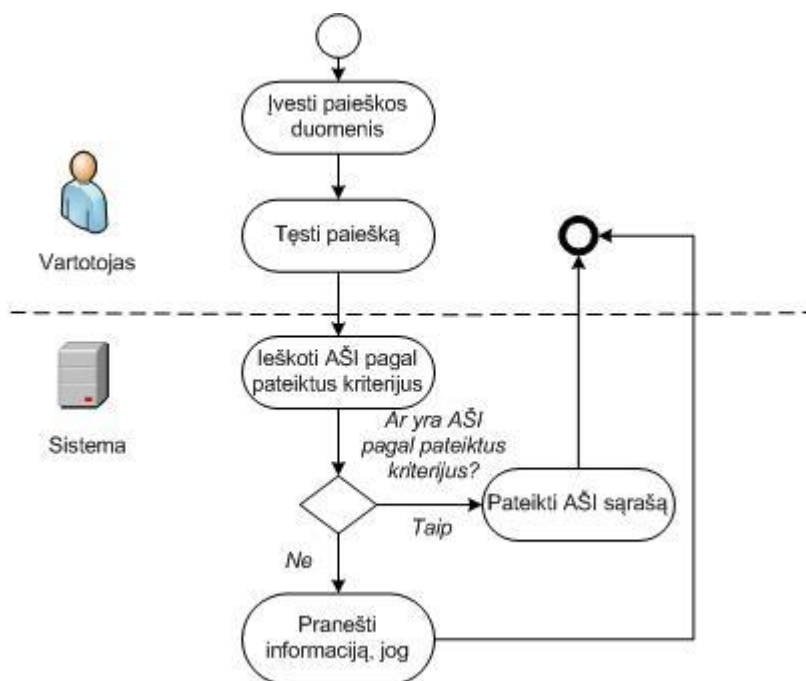 Įvesti paieškos
duomenis
Tęsti paiešką
Vartotojas
Ieškoti AŠI pagal
pateiktus kriterijus
Sistema
Ar yra AŠI
pagal pateiktus
kriterijus?
Pateikti AŠI sąrašą
Taip
Ne
Pranešti
informaciją, jog